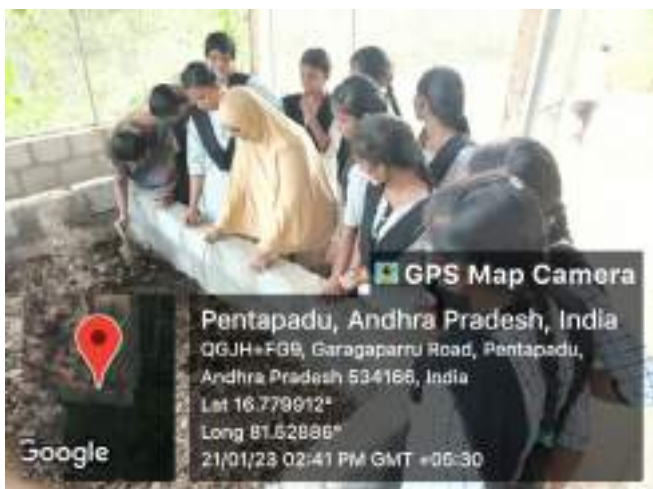 GPS Map Camera
Pentapadu, Andhra Pradesh, India
QGJH+FG9, Garagaparru Road, Pentapadu,
Andhra Pradesh 534166, India
Lat 16.779912°
Long 81.52886°
21/01/23 02:41 PM GMT +05:30
Google